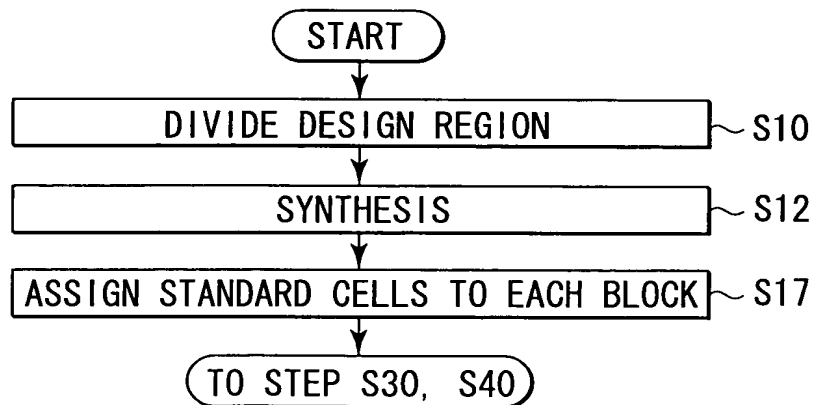 START
DIVIDE DESIGN REGION S10
SYNTHESIS S12
ASSIGN STANDARD CELLS TO EACH BLOCK S17
TO STEP S30, S40